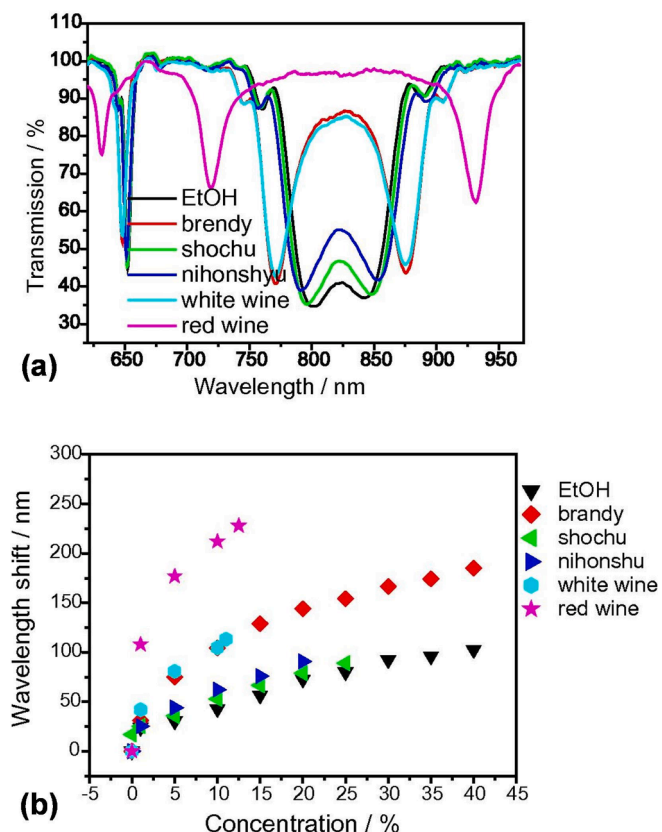 110
100
90
80
70
60
50
40
30
Transmission / %
EtOH
brendy
shochu
nihonshyu
white wine
red wine
650
700
750
800
850
900
950
(a)
Wavelength / nm
300
250
200
150
100
50
0
Wavelength shift / nm
EtOH
brandy
shochu
nihonshu
white wine
red wine
-5
0
5
10
15
20
25
30
35
40
45
(b)
Concentration / %